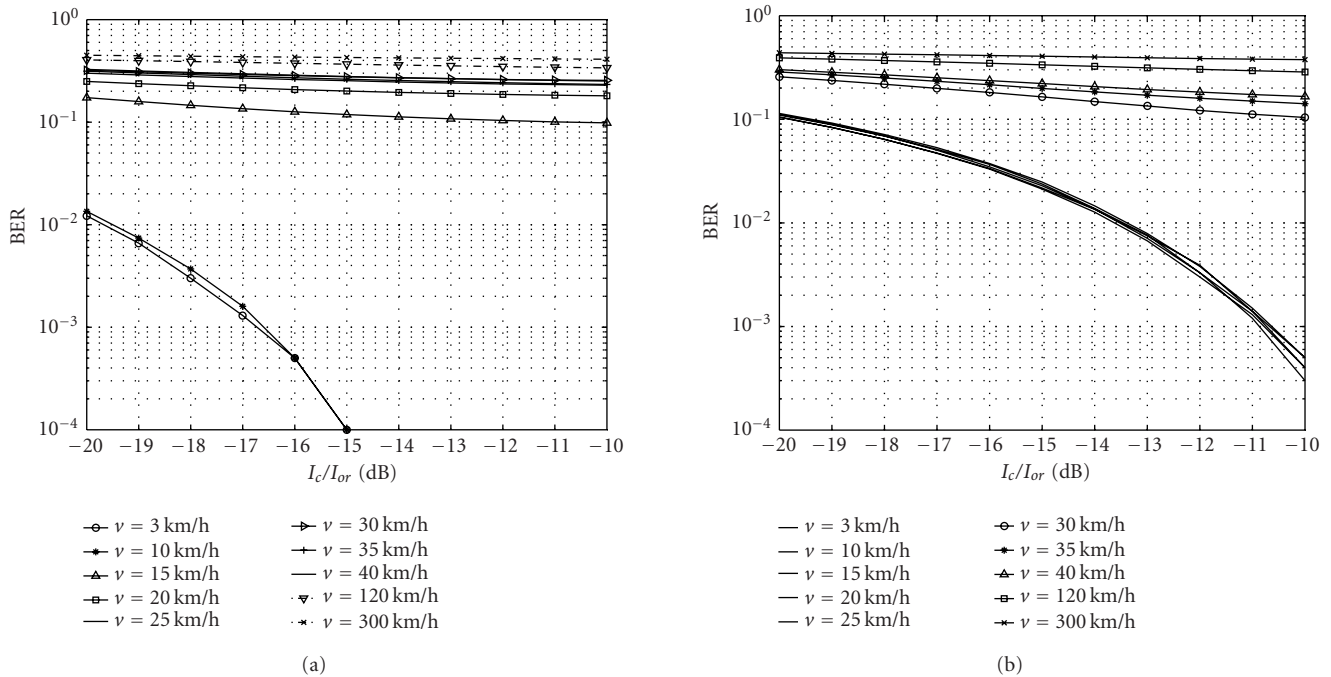 10^0
10^−1
10^−2
10^−3
10^−4
BER
−20 −19 −18 −17 −16 −15 −14 −13 −12 −11 −10
I_c/I_or (dB)
v = 3 km/h
v = 10 km/h
v = 15 km/h
v = 20 km/h
v = 25 km/h
v = 30 km/h
v = 35 km/h
v = 40 km/h
v = 120 km/h
v = 300 km/h
(a)
10^0
10^−1
10^−2
10^−3
10^−4
BER
−20 −19 −18 −17 −16 −15 −14 −13 −12 −11 −10
I_c/I_or (dB)
v = 3 km/h
v = 10 km/h
v = 15 km/h
v = 20 km/h
v = 25 km/h
v = 30 km/h
v = 35 km/h
v = 40 km/h
v = 120 km/h
v = 300 km/h
(b)